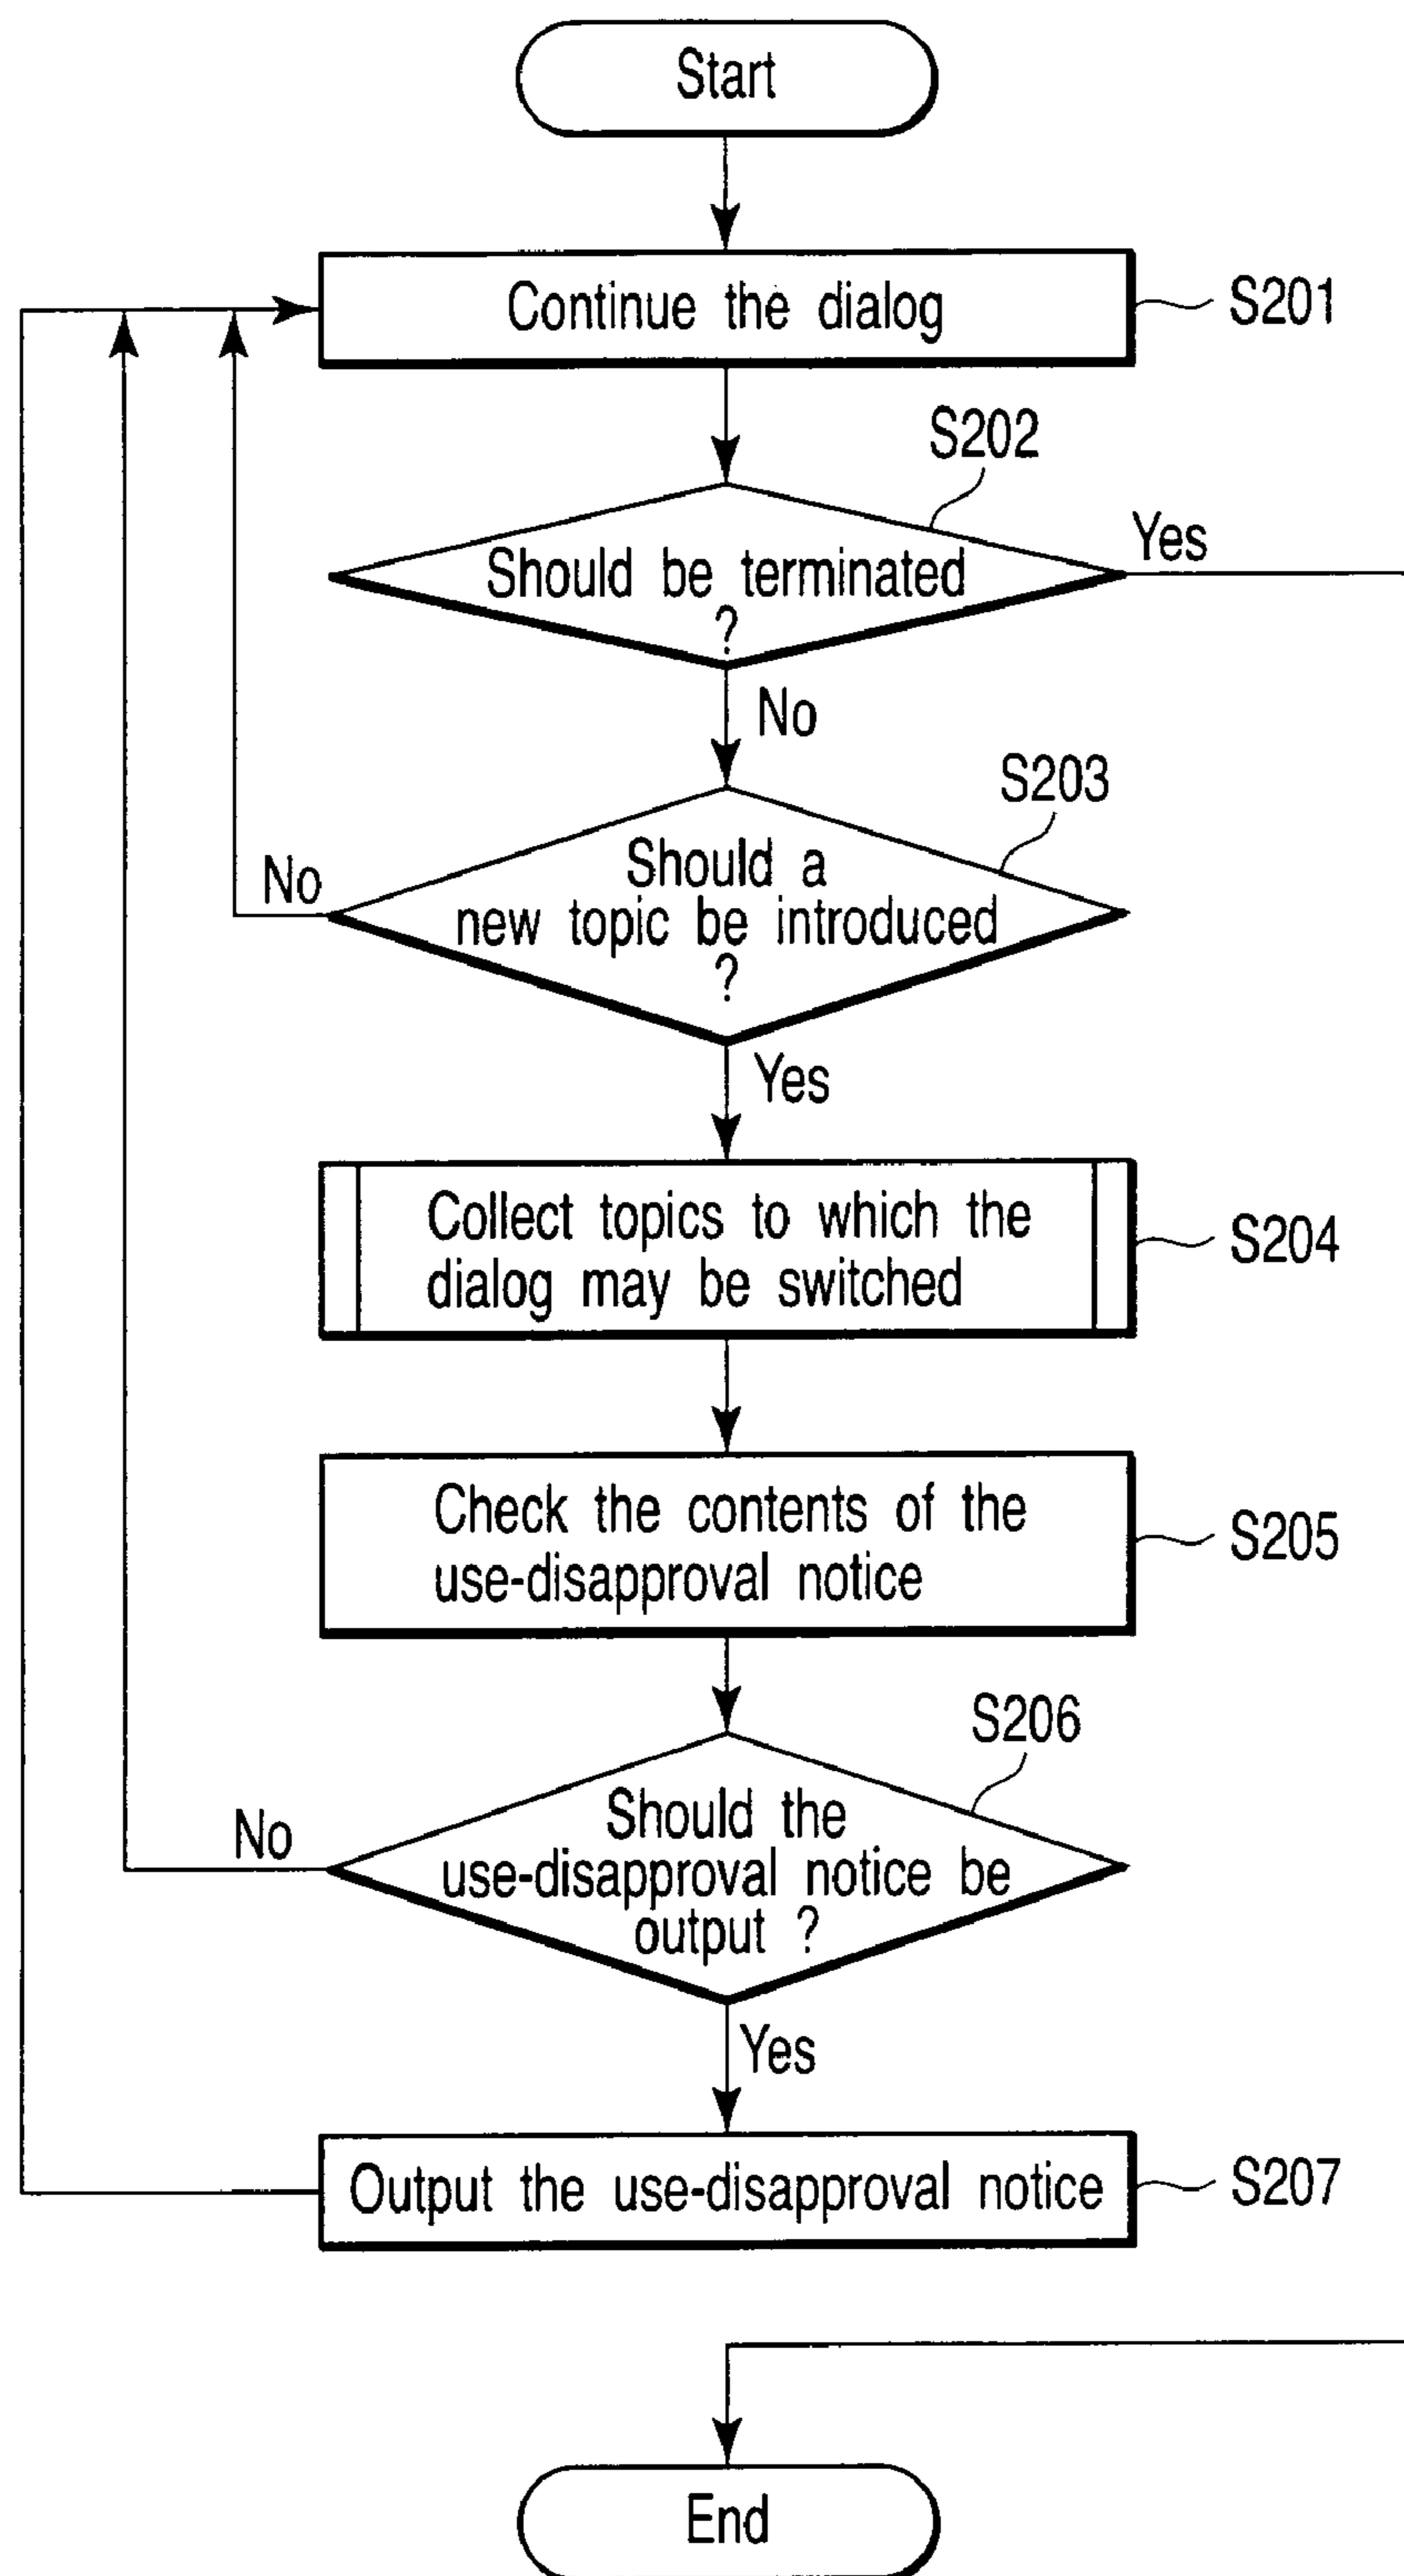 Start
Continue the dialog
S201
S202
Should be terminated
?
Yes
No
S203
Should a
new topic be introduced
?
No
Yes
Collect topics to which the
dialog may be switched
S204
Check the contents of the
use-disapproval notice
S205
S206
Should the
use-disapproval notice be
output ?
No
Yes
Output the use-disapproval notice
S207
End